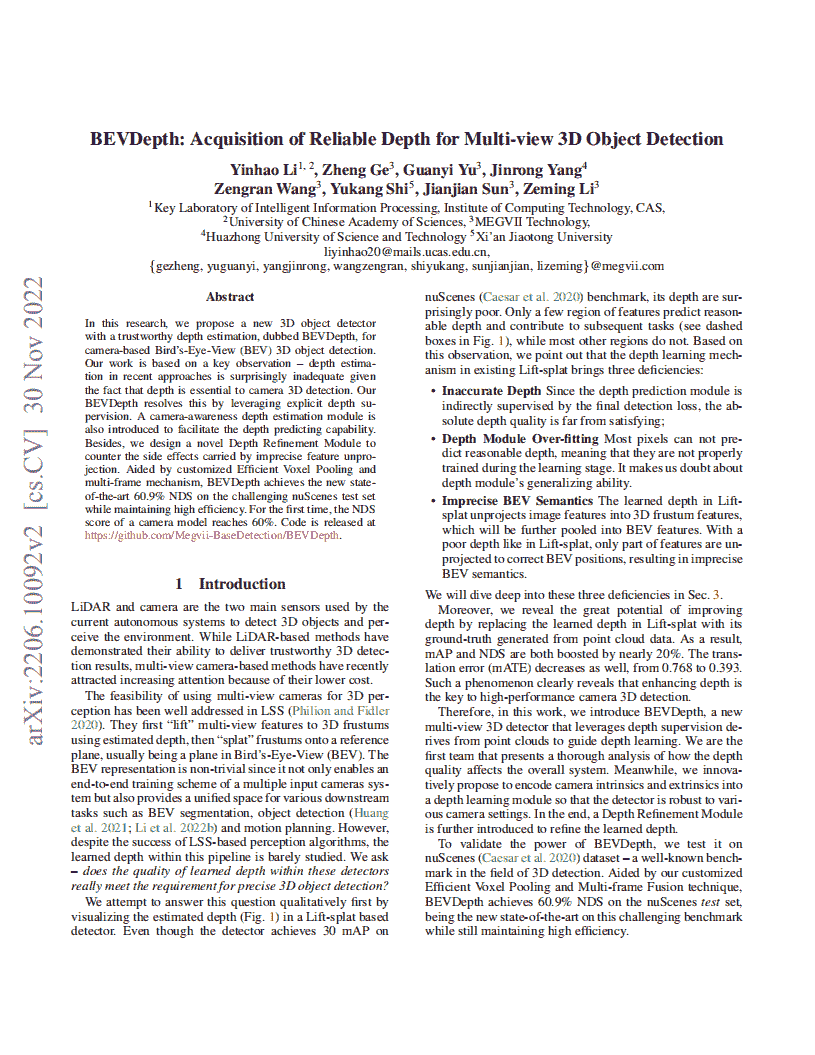 BEVDepth: Acquisition of Reliable Depth for Multi-view 3D Object Detection
Yinhao Li1, 2, Zheng Ge3, Guanyi Yu3, Jinrong Yang4
Zengran Wang3, Yukang Shi5, Jianjian Sun3, Zeming Li3
1 Key Laboratory of Intelligent Information Processing, Institute of Computing Technology, CAS,
2 University of Chinese Academy of Sciences, 3 MEGVII Technology,
4 Huazhong University of Science and Technology 5 Xi'an Jiaotong University
liyinhao20@mails.ucas.edu.cn,
{gezheng, yuguanyi, yangjinrong, wangzengran, shiyukang, sunjianjian, lizeming}@megvii.com
arXiv:2206.10092v2 [cs.CV] 30 Nov 2022
Abstract
In this research, we propose a new 3D object detector
with a trustworthy depth estimation, dubbed BEVDepth, for
camera-based Bird's-Eye-View (BEV) 3D object detection.
Our work is based on a key observation – depth estima-
tion in recent approaches is surprisingly inadequate given
the fact that depth is essential to camera 3D detection. Our
BEVDepth resolves this by leveraging explicit depth su-
pervision. A camera-awareness depth estimation module is
also introduced to facilitate the depth predicting capability.
Besides, we design a novel Depth Refinement Module to
counter the side effects carried by imprecise feature unpro-
jection. Aided by customized Efficient Voxel Pooling and
multi-frame mechanism, BEVDepth achieves the new state-
of-the-art 60.9% NDS on the challenging nuScenes test set
while maintaining high efficiency. For the first time, the NDS
score of a camera model reaches 60%. Code is released at
https://github.com/Megvii-BaseDetection/BEVDepth.
1 Introduction
LiDAR and camera are the two main sensors used by the
current autonomous systems to detect 3D objects and per-
ceive the environment. While LiDAR-based methods have
demonstrated their ability to deliver trustworthy 3D detec-
tion results, multi-view camera-based methods have recently
attracted increasing attention because of their lower cost.
The feasibility of using multi-view cameras for 3D per-
ception has been well addressed in LSS (Philion and Fidler
2020). They first "lift" multi-view features to 3D frustums
using estimated depth, then "splat" frustums onto a reference
plane, usually being a plane in Bird's-Eye-View (BEV). The
BEV representation is non-trivial since it not only enables an
end-to-end training scheme of a multiple input cameras sys-
tem but also provides a unified space for various downstream
tasks such as BEV segmentation, object detection (Huang
et al. 2021; Li et al. 2022b) and motion planning. However,
despite the success of LSS-based perception algorithms, the
learned depth within this pipeline is barely studied. We ask
– does the quality of learned depth within these detectors
really meet the requirement for precise 3D object detection?
We attempt to answer this question qualitatively first by
visualizing the estimated depth (Fig. 1) in a Lift-splat based
detector. Even though the detector achieves 30 mAP on
nuScenes (Caesar et al. 2020) benchmark, its depth are sur-
prisingly poor. Only a few region of features predict reason-
able depth and contribute to subsequent tasks (see dashed
boxes in Fig. 1), while most other regions do not. Based on
this observation, we point out that the depth learning mech-
anism in existing Lift-splat brings three deficiencies:
• Inaccurate Depth Since the depth prediction module is
indirectly supervised by the final detection loss, the ab-
solute depth quality is far from satisfying;
• Depth Module Over-fitting Most pixels can not pre-
dict reasonable depth, meaning that they are not properly
trained during the learning stage. It makes us doubt about
depth module's generalizing ability.
• Imprecise BEV Semantics The learned depth in Lift-
splat unprojects image features into 3D frustum features,
which will be further pooled into BEV features. With a
poor depth like in Lift-splat, only part of features are un-
projected to correct BEV positions, resulting in imprecise
BEV semantics.
We will dive deep into these three deficiencies in Sec. 3.
Moreover, we reveal the great potential of improving
depth by replacing the learned depth in Lift-splat with its
ground-truth generated from point cloud data. As a result,
mAP and NDS are both boosted by nearly 20%. The trans-
lation error (mATE) decreases as well, from 0.768 to 0.393.
Such a phenomenon clearly reveals that enhancing depth is
the key to high-performance camera 3D detection.
Therefore, in this work, we introduce BEVDepth, a new
multi-view 3D detector that leverages depth supervision de-
rives from point clouds to guide depth learning. We are the
first team that presents a thorough analysis of how the depth
quality affects the overall system. Meanwhile, we innova-
tively propose to encode camera intrinsics and extrinsics into
a depth learning module so that the detector is robust to vari-
ous camera settings. In the end, a Depth Refinement Module
is further introduced to refine the learned depth.
To validate the power of BEVDepth, we test it on
nuScenes (Caesar et al. 2020) dataset – a well-known bench-
mark in the field of 3D detection. Aided by our customized
Efficient Voxel Pooling and Multi-frame Fusion technique,
BEVDepth achieves 60.9% NDS on the nuScenes test set,
being the new state-of-the-art on this challenging benchmark
while still maintaining high efficiency.